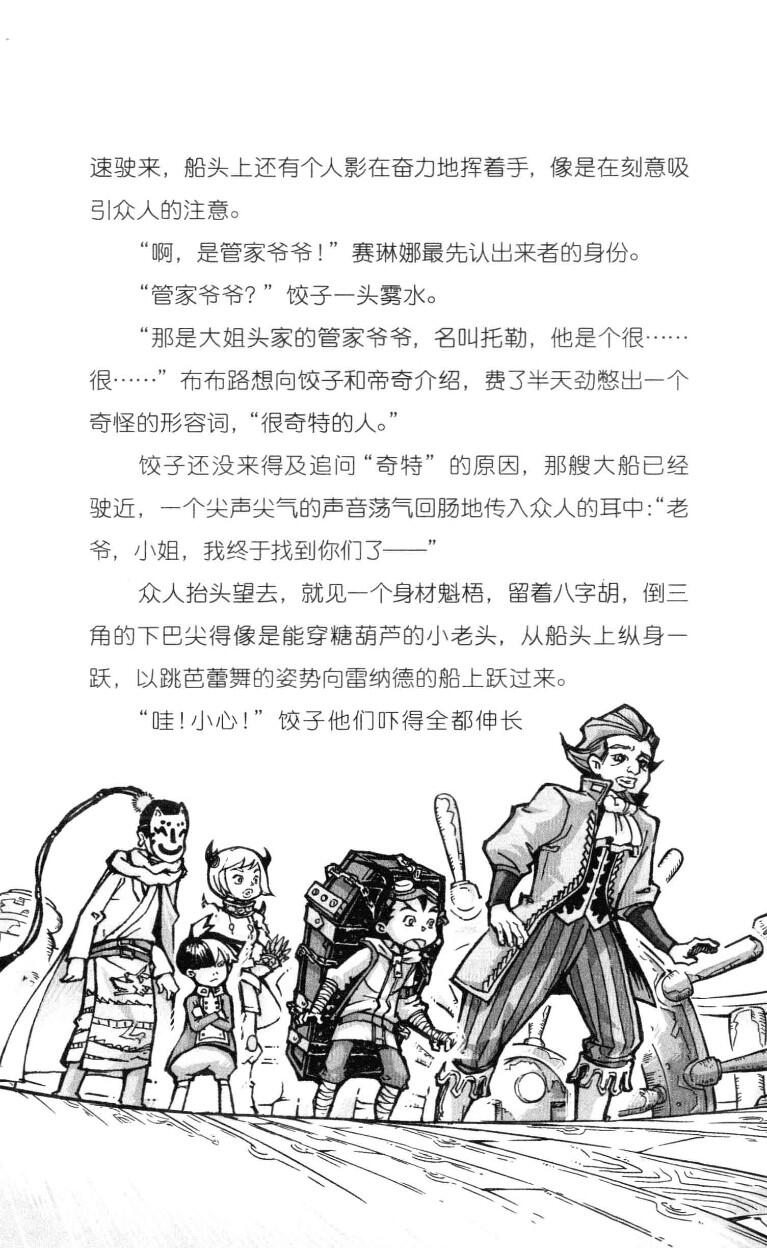 速驶来，船头上还有个人影在奋力地挥着手，像是在刻意吸
引众人的注意。
“啊，是管家爷爷！”赛琳娜最先认出来者的身份。
“管家爷爷？”饺子一头雾水。
“那是大姐头家的管家爷爷，名叫托勒，他是个很……
很……”布布路想向饺子和帝奇介绍，费了半天劲憋出一个
奇怪的形容词，“很奇特的人。”
饺子还没来得及追问“奇特”的原因，那艘大船已经
驶近，一个尖声尖气的声音荡气回肠地传入众人的耳中：“老
爷，小姐，我终于找到你们了——”
众人抬头望去，就见一个身材魁梧，留着八字胡，倒三
角的下巴尖得像是能穿糖葫芦的小老头，从船头上纵身一
跃，以跳芭蕾舞的姿势向雷纳德的船上跃过来。
“哇！小心！”饺子他们吓得全都伸长